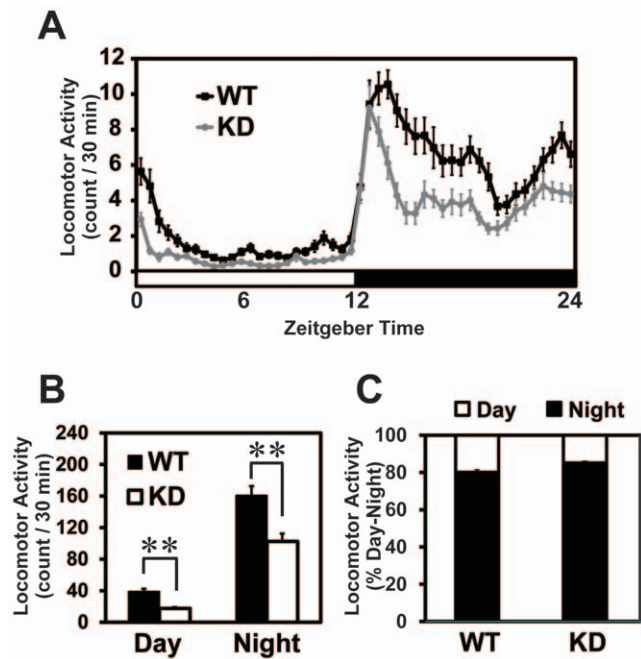 A
Locomotor Activity
(count / 30 min)
12
10
8
6
4
2
0
WT
KD
0
6
12
24
Zeitgeber Time
B
Locomotor Activity
(count / 30 min)
240
200
160
120
80
40
0
WT
KD
**
**
Day
Night
C
Day
Night
Locomotor Activity
(% Day-Night)
100
80
60
40
20
0
WT
KD